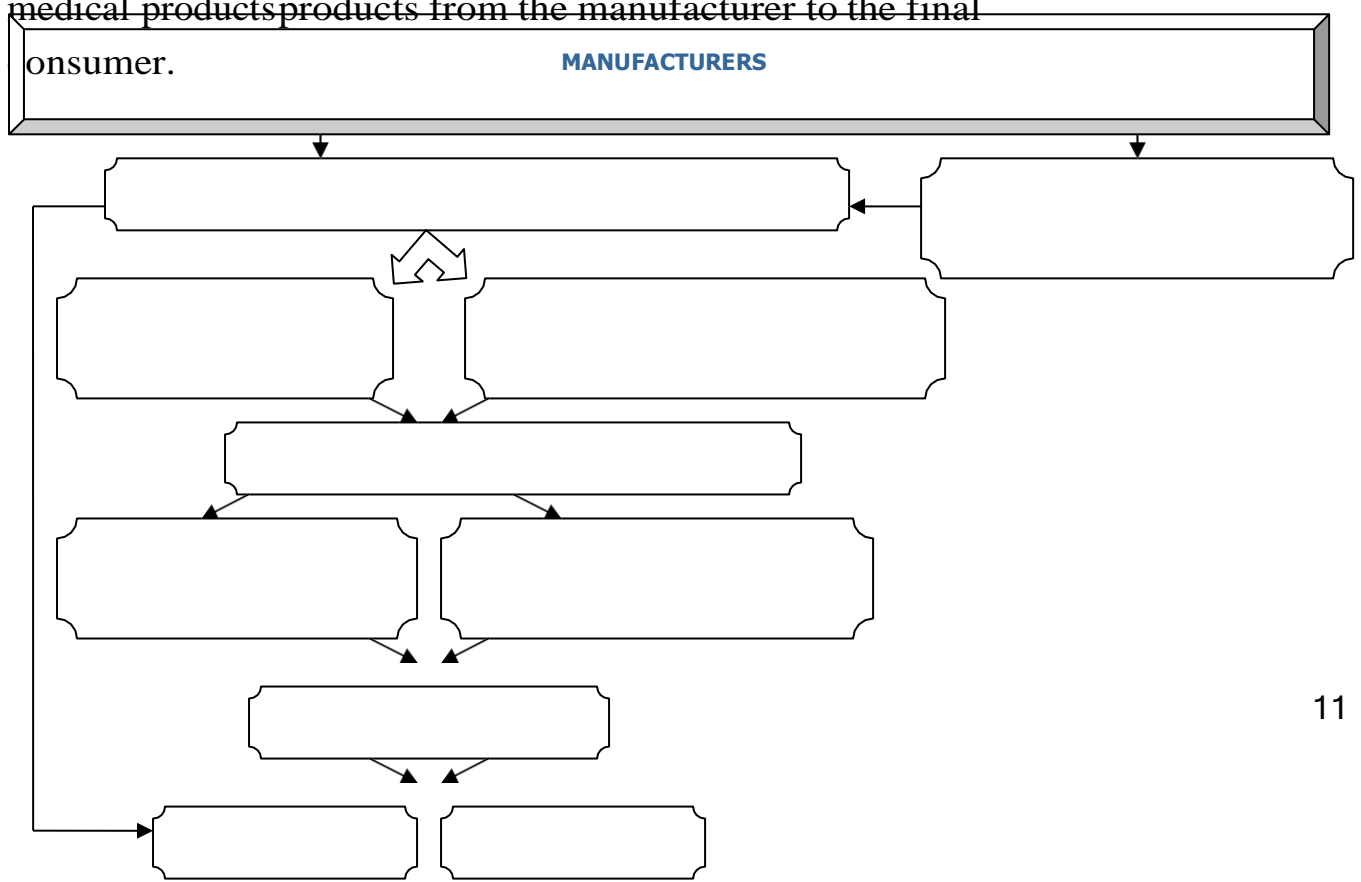 medical productsproducts from the manufacturer to the final
onsumer.
MANUFACTURERS
11